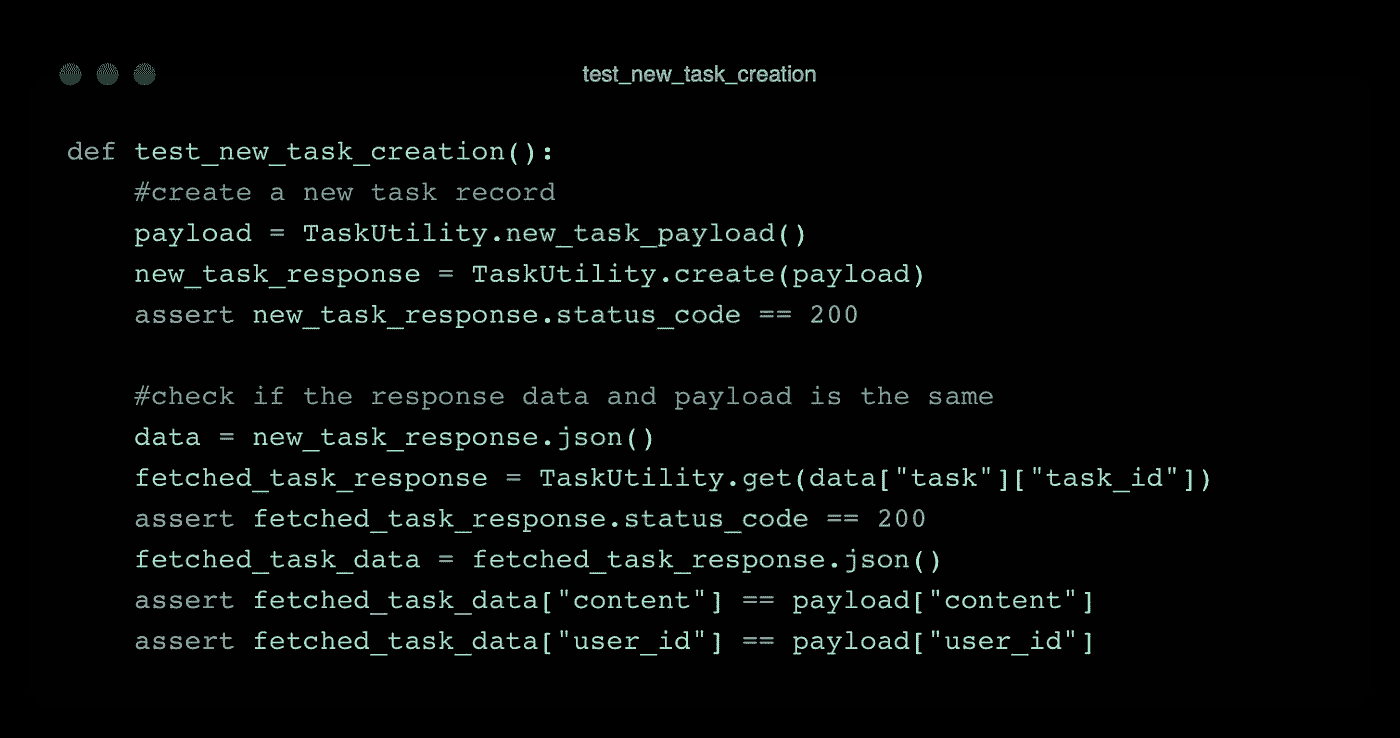 test_new_task_creation
def test_new_task_creation():
    #create a new task record
    payload = TaskUtility.new_task_payload()
    new_task_response = TaskUtility.create(payload)
    assert new_task_response.status_code == 200
    #check if the response data and payload is the same
    data = new_task_response.json()
    fetched_task_response = TaskUtility.get(data["task"]["task_id"])
    assert fetched_task_response.status_code == 200
    fetched_task_data = fetched_task_response.json()
    assert fetched_task_data["content"] == payload["content"]
    assert fetched_task_data["user_id"] == payload["user_id"]